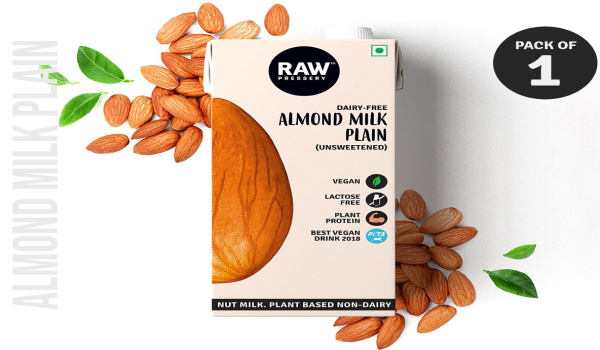 ALMOND MILK PLAIN
RAW
PRESSERY
DAIRY-FREE
ALMOND MILK
PLAIN
(UNSWEETENED)
VEGAN
LACTOSE
FREE
PLANT
PROTEIN
BEST VEGAN
DRINK 2018
PeTA
NUT MILK. PLANT BASED NON-DAIRY
PACK OF
1